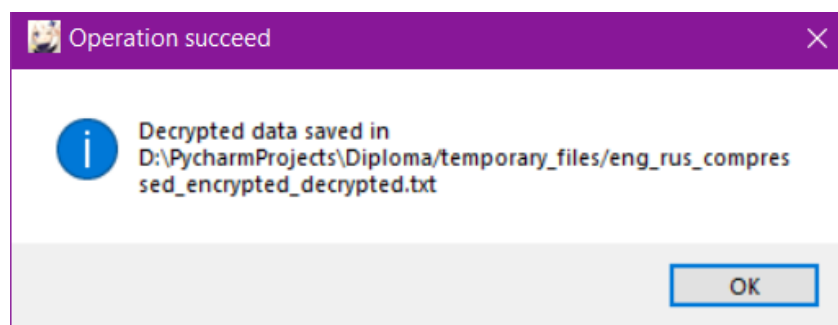 Operation succeed
Decrypted data saved in
D:\PycharmProjects\Diploma/temporary_files/eng_rus_compres
sed_encrypted_decrypted.txt
OK